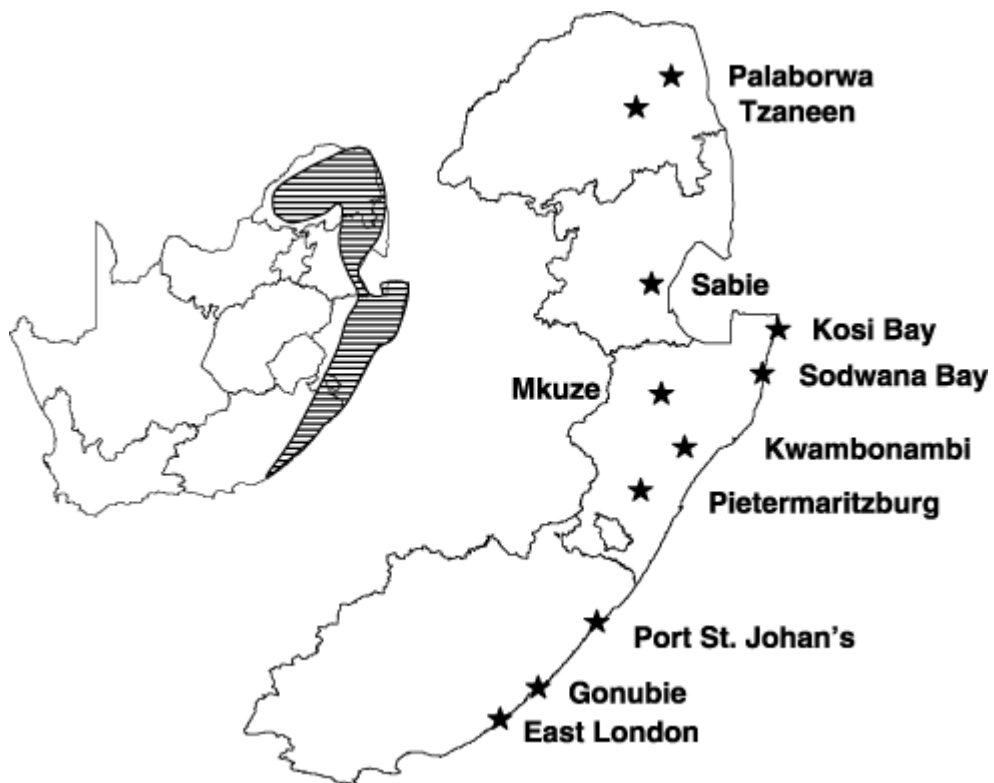 Palaborwa
Tzaneen
Sabie
Kosi Bay
Sodwana Bay
Mkuze
Kwambonambi
Pietermaritzburg
Port St. Johan's
Gonubie
East London